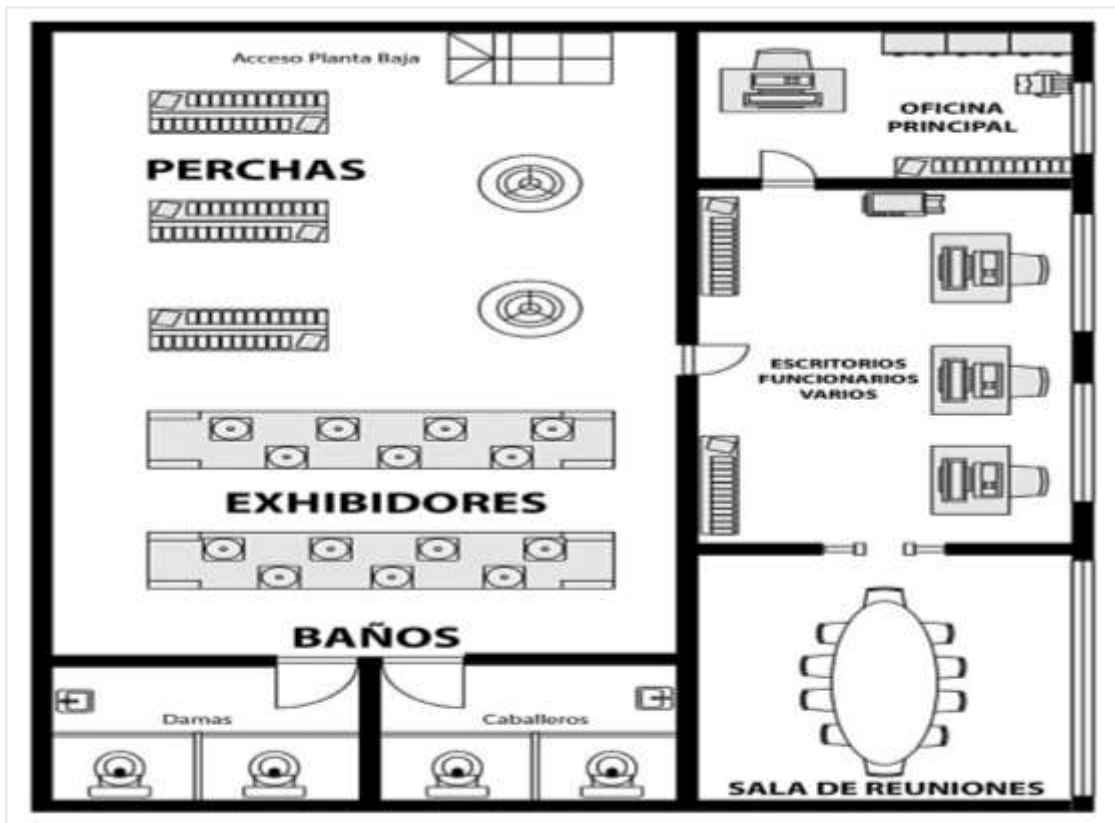 Acceso Planta Baja
PERCHAS
OFICINA
PRINCIPAL
ESCRITORIOS
FUNCIONARIOS
VARIOS
EXHIBIDORES
BAÑOS
Damas
Caballeros
SALA DE REUNIONES